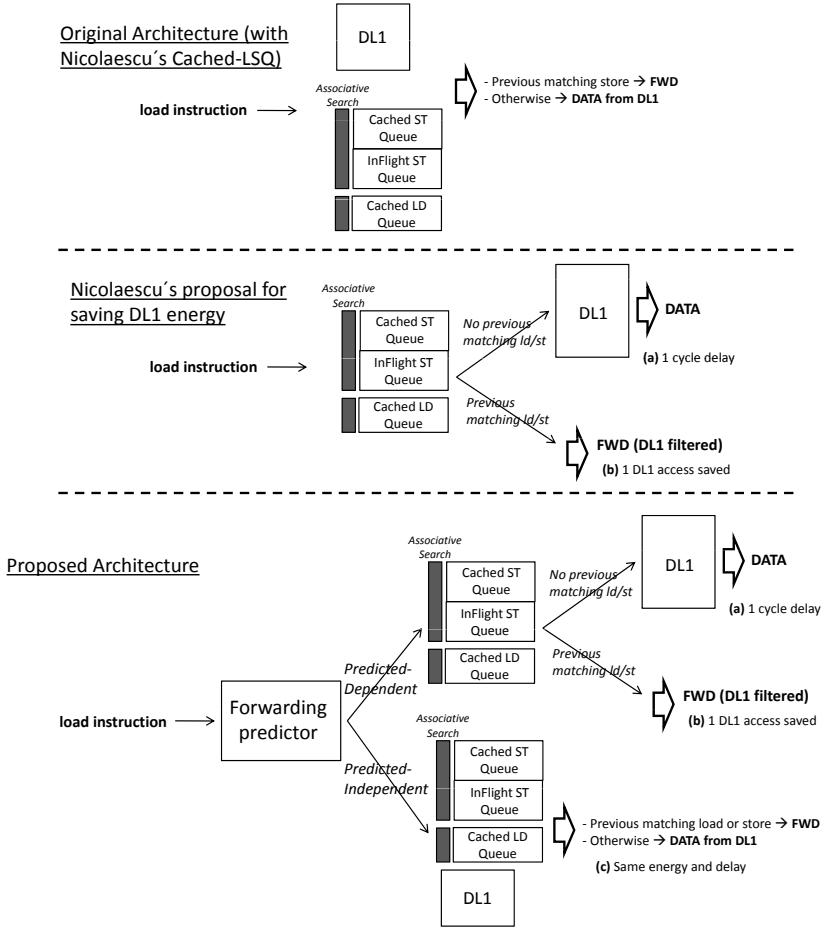 Original Architecture (with
Nicolaescu´s Cached-LSQ)
DL1
Associative
Search
load instruction
Cached ST
Queue
InFlight ST
Queue
Cached LD
Queue
- Previous matching store → FWD
- Otherwise → DATA from DL1
Nicolaescu´s proposal for
saving DL1 energy
Associative
Search
load instruction
Cached ST
Queue
InFlight ST
Queue
Cached LD
Queue
No previous
matching ld/st
DL1
DATA
(a) 1 cycle delay
Previous
matching ld/st
FWD (DL1 filtered)
(b) 1 DL1 access saved
Proposed Architecture
load instruction
Forwarding
predictor
Predicted-
Dependent
Associative
Search
Cached ST
Queue
InFlight ST
Queue
Cached LD
Queue
No previous
matching ld/st
DL1
DATA
(a) 1 cycle delay
Previous
matching ld/st
FWD (DL1 filtered)
(b) 1 DL1 access saved
Predicted-
Independent
Associative
Search
Cached ST
Queue
InFlight ST
Queue
Cached LD
Queue
DL1
- Previous matching load or store → FWD
- Otherwise → DATA from DL1
(c) Same energy and delay